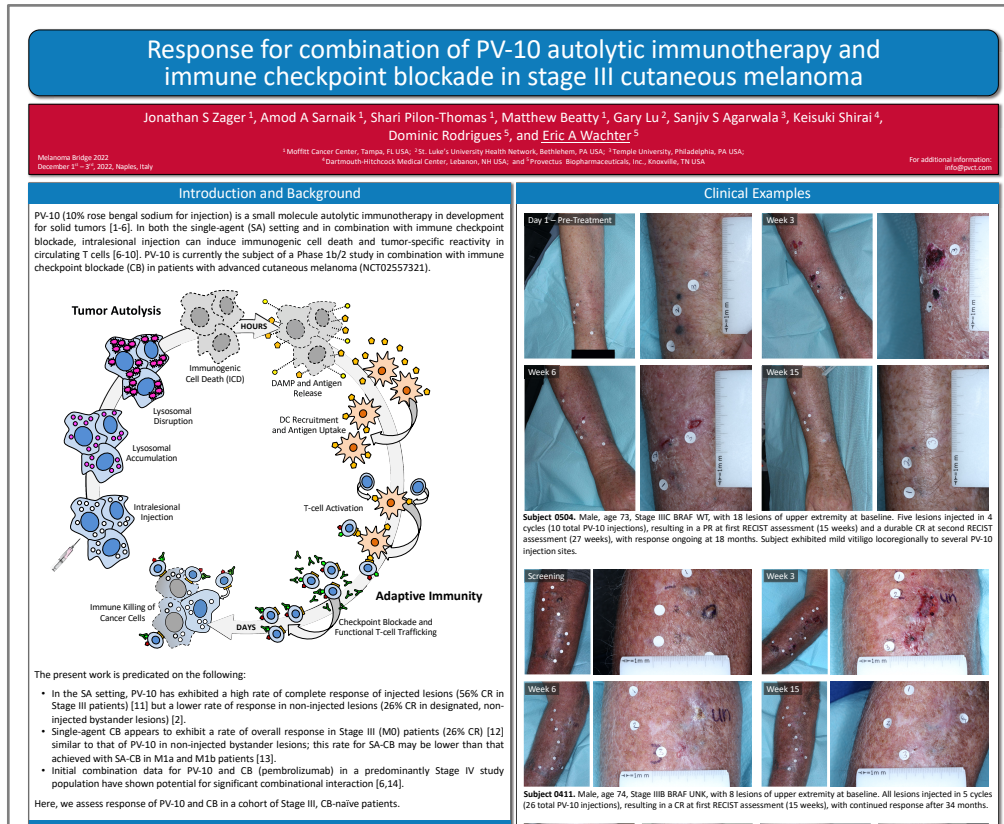 Response for combination of PV-10 autolytic immunotherapy and
immune checkpoint blockade in stage III cutaneous melanoma
Jonathan S Zager 1, Amod A Sarnaik 1, Shari Pilon-Thomas 1, Matthew Beatty 1, Gary Lu 2, Sanjiv S Agarwala 3, Keisuki Shirai 4,
Dominic Rodrigues 5, and Eric A Wachter 5
1 Moffitt Cancer Center, Tampa, FL USA; 2 St. Luke's University Health Network, Bethlehem, PA USA; 3 Temple University, Philadelphia, PA USA;
4 Dartmouth-Hitchcock Medical Center, Lebanon, NH USA; and 5 Provectus Biopharmaceuticals, Inc., Knoxville, TN USA
Melanoma Bridge 2022
December 1st – 3rd, 2022, Naples, Italy
For additional information:
info@pvct.com
Introduction and Background
PV-10 (10% rose bengal sodium for injection) is a small molecule autolytic immunotherapy in development
for solid tumors [1-6]. In both the single-agent (SA) setting and in combination with immune checkpoint
blockade, intralesional injection can induce immunogenic cell death and tumor-specific reactivity in
circulating T cells [6-10]. PV-10 is currently the subject of a Phase 1b/2 study in combination with immune
checkpoint blockade (CB) in patients with advanced cutaneous melanoma (NCT02557321).
Tumor Autolysis
HOURS
Immunogenic
Cell Death (ICD)
DAMP and Antigen
Release
Lysosomal
Disruption
DC Recruitment
and Antigen Uptake
Lysosomal
Accumulation
Intralesional
Injection
T-cell Activation
Immune Killing of
Cancer Cells
Adaptive Immunity
DAYS
Checkpoint Blockade and
Functional T-cell Trafficking
The present work is predicated on the following:
• In the SA setting, PV-10 has exhibited a high rate of complete response of injected lesions (56% CR in
Stage III patients) [11] but a lower rate of response in non-injected lesions (26% CR in designated, non-
injected bystander lesions) [2].
• Single-agent CB appears to exhibit a rate of overall response in Stage III (M0) patients (26% CR) [12]
similar to that of PV-10 in non-injected bystander lesions; this rate for SA-CB may be lower than that
achieved with SA-CB in M1a and M1b patients [13].
• Initial combination data for PV-10 and CB (pembrolizumab) in a predominantly Stage IV study
population have shown potential for significant combinational interaction [6,14].
Here, we assess response of PV-10 and CB in a cohort of Stage III, CB-naïve patients.
Clinical Examples
Day 1 – Pre-Treatment
Week 3
Week 6
Week 15
Subject 0504. Male, age 73, Stage IIIC BRAF WT, with 18 lesions of upper extremity at baseline. Five lesions injected in 4
cycles (10 total PV-10 injections), resulting in a PR at first RECIST assessment (15 weeks) and a durable CR at second RECIST
assessment (27 weeks), with response ongoing at 18 months. Subject exhibited mild vitiligo locoregionally to several PV-10
injection sites.
Screening
Week 3
un
1m m
1m m
Week 6
un
Week 15
1m m
1m m
Subject 0411. Male, age 74, Stage IIIB BRAF UNK, with 8 lesions of upper extremity at baseline. All lesions injected in 5 cycles
(26 total PV-10 injections), resulting in a CR at first RECIST assessment (15 weeks), with continued response after 34 months.